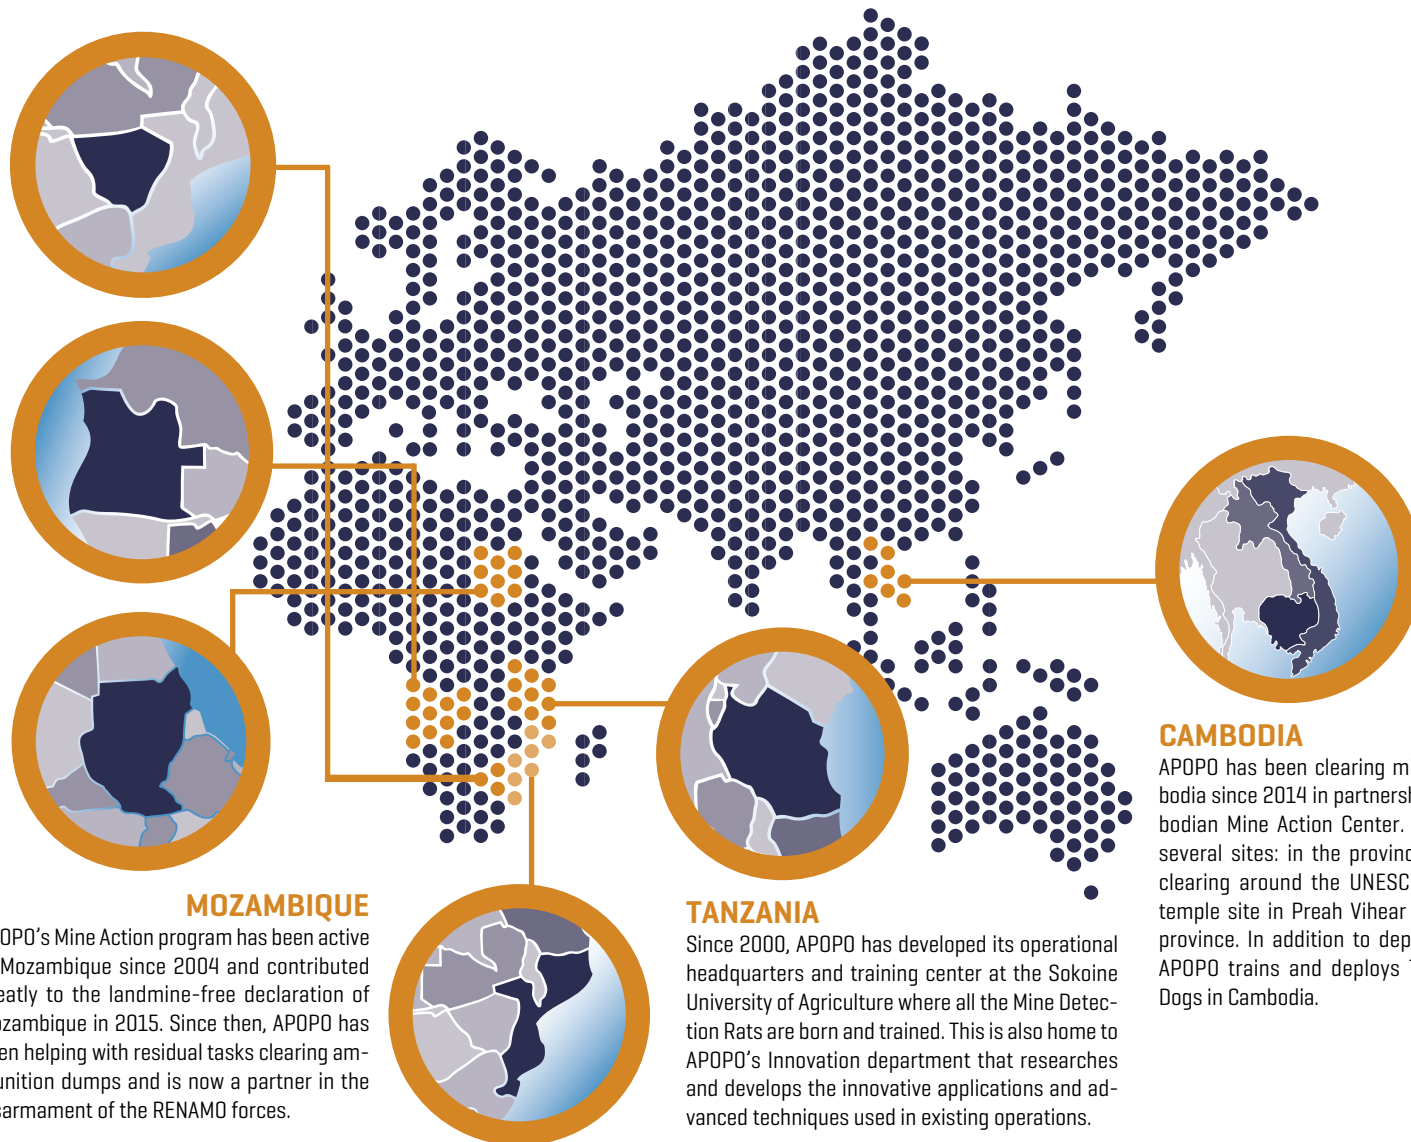 MOZAMBIQUE
OPO's Mine Action program has been active
Mozambique since 2004 and contributed
eatly to the landmine-free declaration of
ozambique in 2015. Since then, APOPO has
en helping with residual tasks clearing am-
unition dumps and is now a partner in the
sarmament of the RENAMO forces.
TANZANIA
Since 2000, APOPO has developed its operational
headquarters and training center at the Sokoine
University of Agriculture where all the Mine Detec-
tion Rats are born and trained. This is also home to
APOPO's Innovation department that researches
and develops the innovative applications and ad-
vanced techniques used in existing operations.
CAMBODIA
APOPO has been clearing m
bodia since 2014 in partnersh
bodian Mine Action Center.
several sites: in the provinc
clearing around the UNESC
temple site in Preah Vihear
province. In addition to dep
APOPO trains and deploys
Dogs in Cambodia.